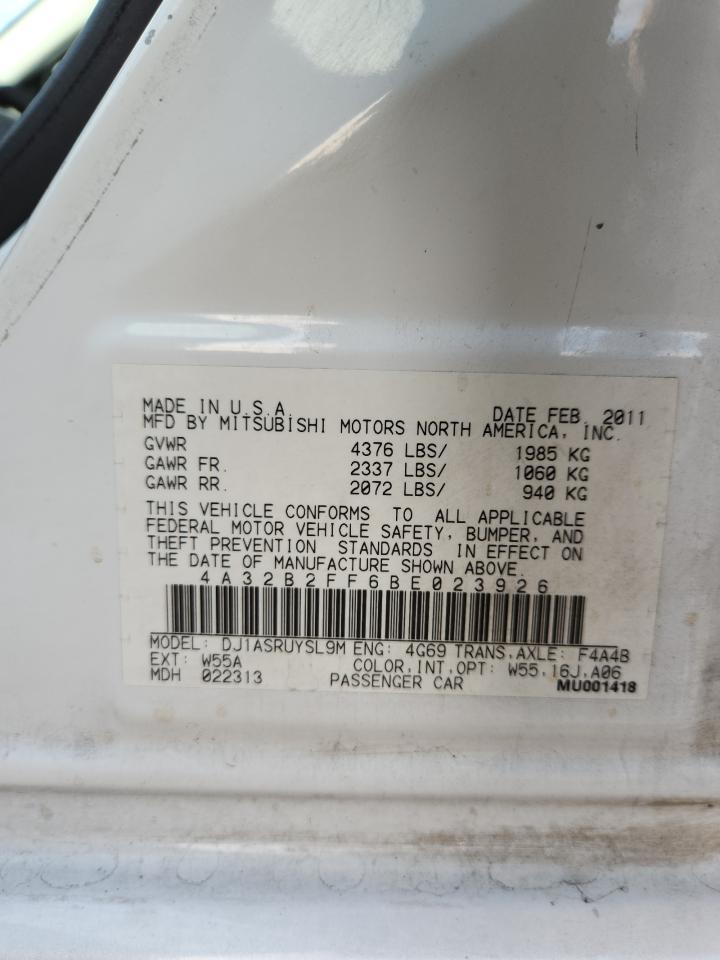 MADE IN U.S.A. DATE FEB. 2011
MFD BY MITSUBISHI MOTORS NORTH AMERICA, INC.
GVWR 4376 LBS/ 1985 KG
GAWR FR. 2337 LBS/ 1060 KG
GAWR RR. 2072 LBS/ 940 KG
THIS VEHICLE CONFORMS TO ALL APPLICABLE
FEDERAL MOTOR VEHICLE SAFETY, BUMPER, AND
THEFT PREVENTION STANDARDS IN EFFECT ON
THE DATE OF MANUFACTURE SHOWN ABOVE.
4A32B2FF6BE023926
MODEL: DJ1ASRUYSL9M ENG: 4G69 TRANS,AXLE: F4A4B
EXT: W55A COLOR,INT,OPT: W55,16J,A06
MDH 022313 PASSENGER CAR MU001418